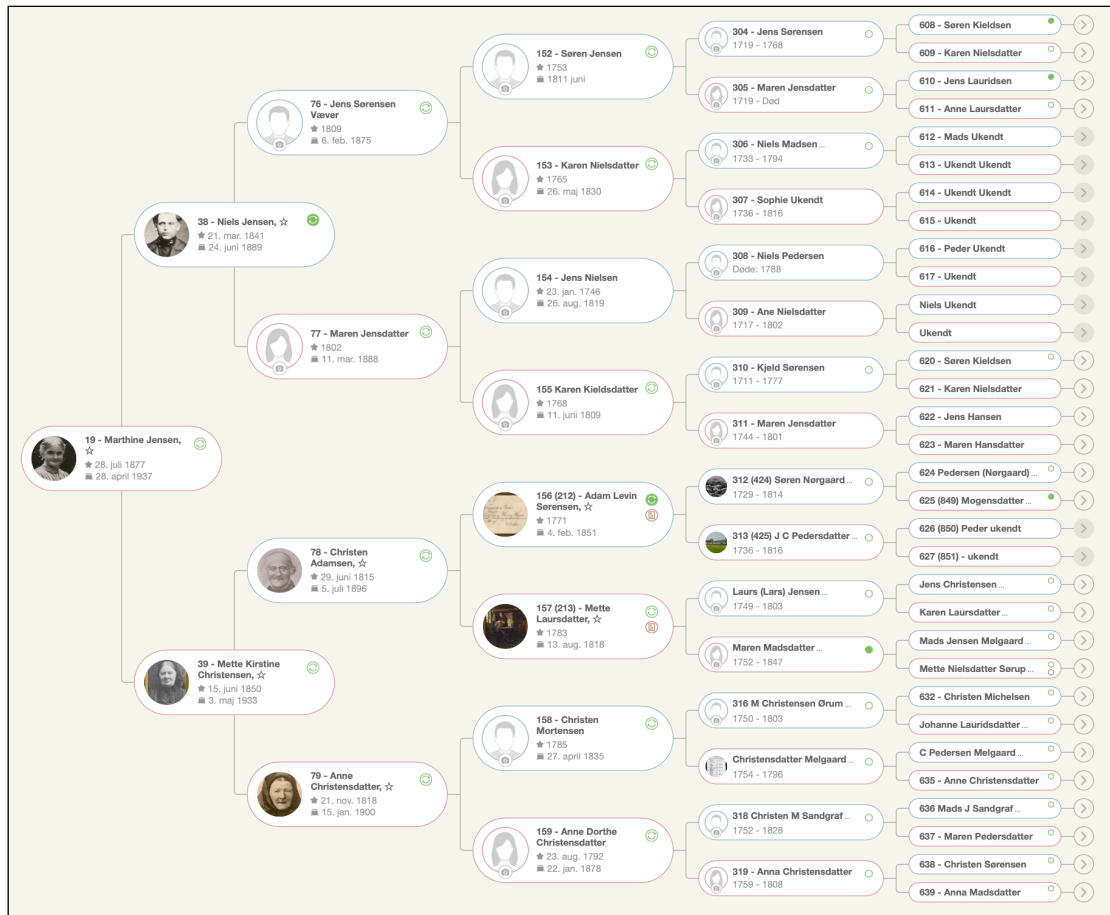 19 - Marthine Jensen, ☆
★ 28. juli 1877
28. april 1937
38 - Niels Jensen, ☆
★ 21. mar. 1841
24. juni 1889
39 - Mette Kirstine
Christensen, ☆
★ 15. juni 1850
3. maj 1933
76 - Jens Sørensen
Væver
★ 1809
6. feb. 1875
77 - Maren Jensdatter
★ 1802
11. mar. 1888
78 - Christen
Adamsen, ☆
★ 29. juni 1815
5. juli 1896
79 - Anne
Christensdatter, ☆
★ 21. nov. 1818
15. jan. 1900
152 - Søren Jensen
★ 1753
1811 juni
153 - Karen Nielsdatter
★ 1765
26. maj 1830
154 - Jens Nielsen
★ 23. jan. 1746
26. aug. 1819
155 Karen Kieldsdatter
★ 1768
11. juni 1809
156 (212) - Adam Levin
Sørensen, ☆
★ 1771
4. feb. 1851
157 (213) - Mette
Laursdatter, ☆
★ 1783
13. aug. 1818
158 - Christen
Mortensen
★ 1785
27. april 1835
159 - Anne Dorthe
Christensdatter
★ 23. aug. 1792
22. jan. 1878
304 - Jens Sørensen
1719 - 1768
305 - Maren Jensdatter
1719 - Død
306 - Niels Madsen ...
1733 - 1794
307 - Sophie Ukendt
1736 - 1816
308 - Niels Pedersen
Døde: 1788
309 - Ane Nielsdatter
1717 - 1802
310 - Kjeld Sørensen
1711 - 1777
311 - Maren Jensdatter
1744 - 1801
312 (424) Søren Nørgaard ...
1729 - 1814
313 (425) J C Pedersdatter ...
1736 - 1816
Laurs (Lars) Jensen ...
1749 - 1803
Maren Madsdatter ...
1752 - 1847
316 M Christensen Ørum ...
1750 - 1803
Christensdatter Melgaard ...
1754 - 1796
318 Christen M Sandgraf ...
1752 - 1828
319 - Anna Christensdatter
1759 - 1808
608 - Søren Kieldsen
609 - Karen Nielsdatter
610 - Jens Lauridsen
611 - Anne Laursdatter
612 - Mads Ukendt
613 - Ukendt Ukendt
614 - Ukendt Ukendt
615 - Ukendt
616 - Peder Ukendt
617 - Ukendt
Niels Ukendt
Ukendt
620 - Søren Kieldsen
621 - Karen Nielsdatter
622 - Jens Hansen
623 - Maren Hansdatter
624 Pedersen (Nørgaard) ...
625 (849) Mogensdatter ...
626 (850) Peder ukendt
627 (851) - ukendt
Jens Christensen ...
Karen Laursdatter ...
Mads Jensen Mølgaard ...
Mette Nielsdatter Sørup ...
632 - Christen Michelsen
Johanne Lauridsdatter ...
C Pedersen Melgaard ...
635 - Anne Christensdatter
636 Mads J Sandgraf ...
637 - Maren Pedersdatter
638 - Christen Sørensen
639 - Anna Madsdatter